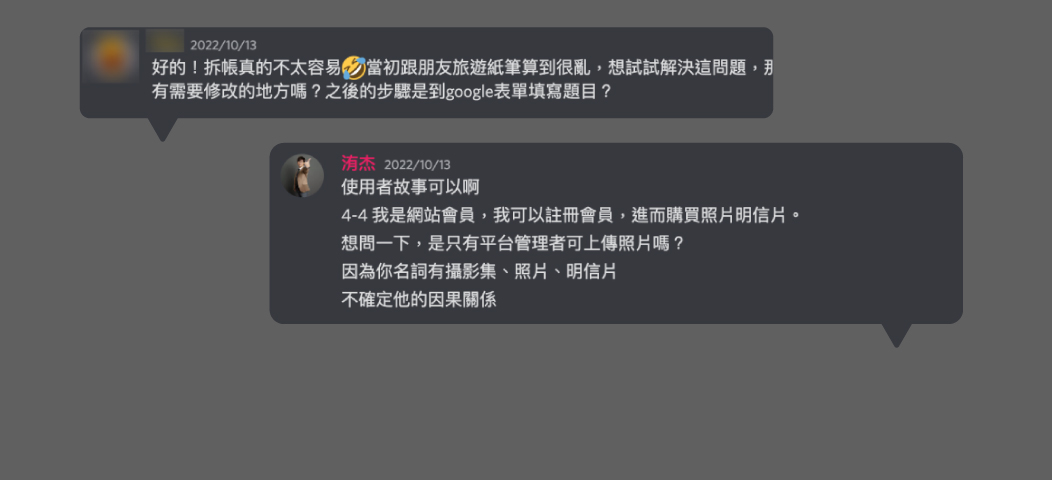 2022/10/13
好的！拆帳真的不太容易🤣當初跟朋友旅遊紙筆算到很亂，想試試解決這問題，
有需要修改的地方嗎？之後的步驟是到google表單填寫題目？
洧杰 2022/10/13
使用者故事可以啊
4-4 我是網站會員，我可以註冊會員，進而購買照片明信片。
想問一下，是只有平台管理者可上傳照片嗎？
因為你名詞有攝影集、照片、明信片
不確定他的因果關係